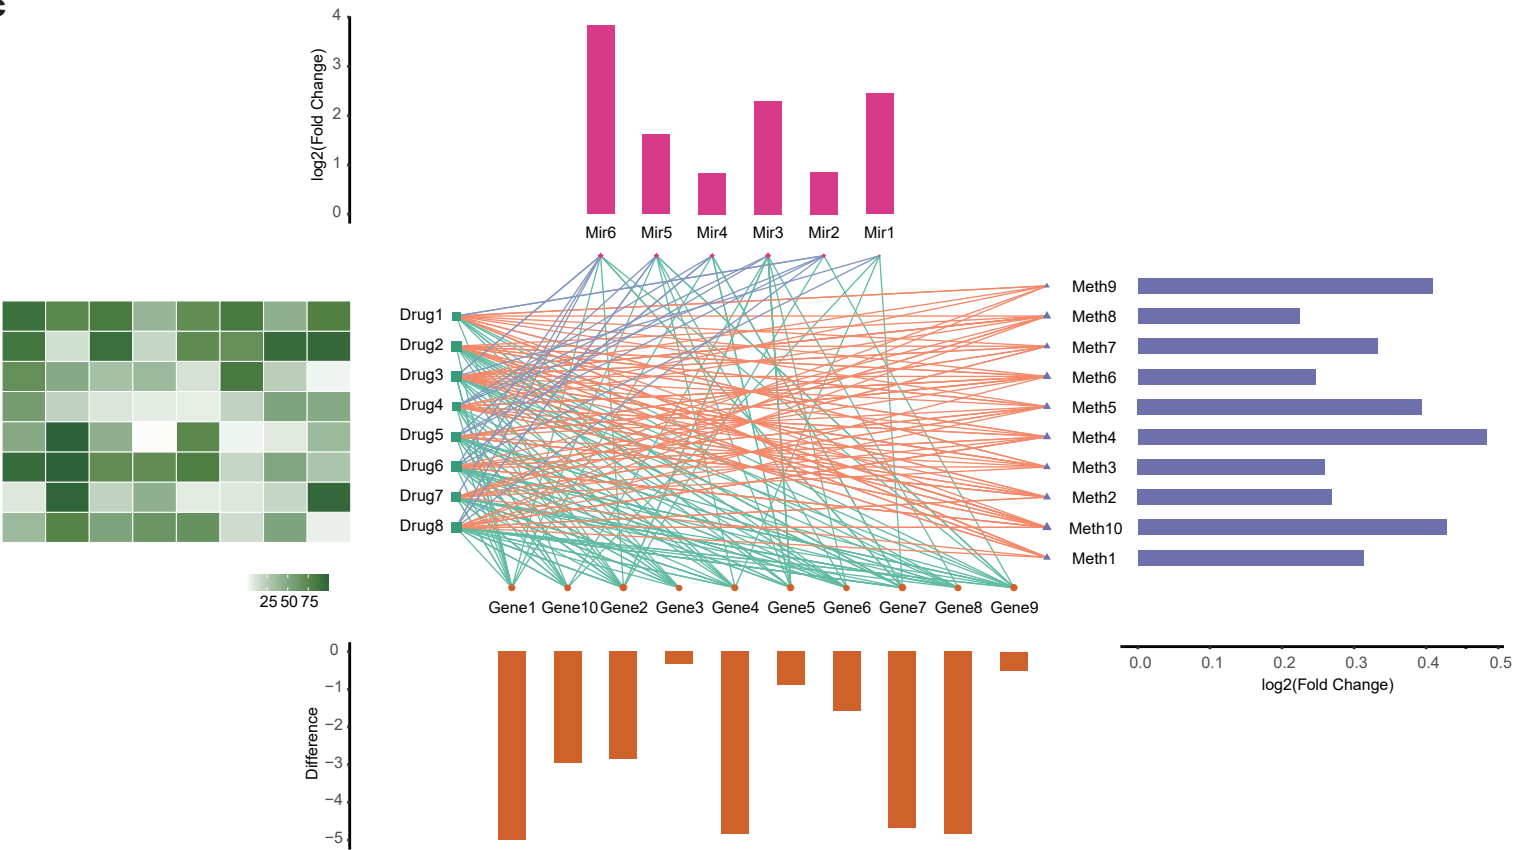 4
3
2
1
0
log2(Fold Change)
Mir6 Mir5 Mir4 Mir3 Mir2 Mir1
Drug1
Drug2
Drug3
Drug4
Drug5
Drug6
Drug7
Drug8
Meth9
Meth8
Meth7
Meth6
Meth5
Meth4
Meth3
Meth2
Meth10
Meth1
25 50 75
Gene1 Gene10 Gene2 Gene3 Gene4 Gene5 Gene6 Gene7 Gene8 Gene9
0
−1
−2
−3
−4
−5
Difference
0.0 0.1 0.2 0.3 0.4 0.5
log2(Fold Change)